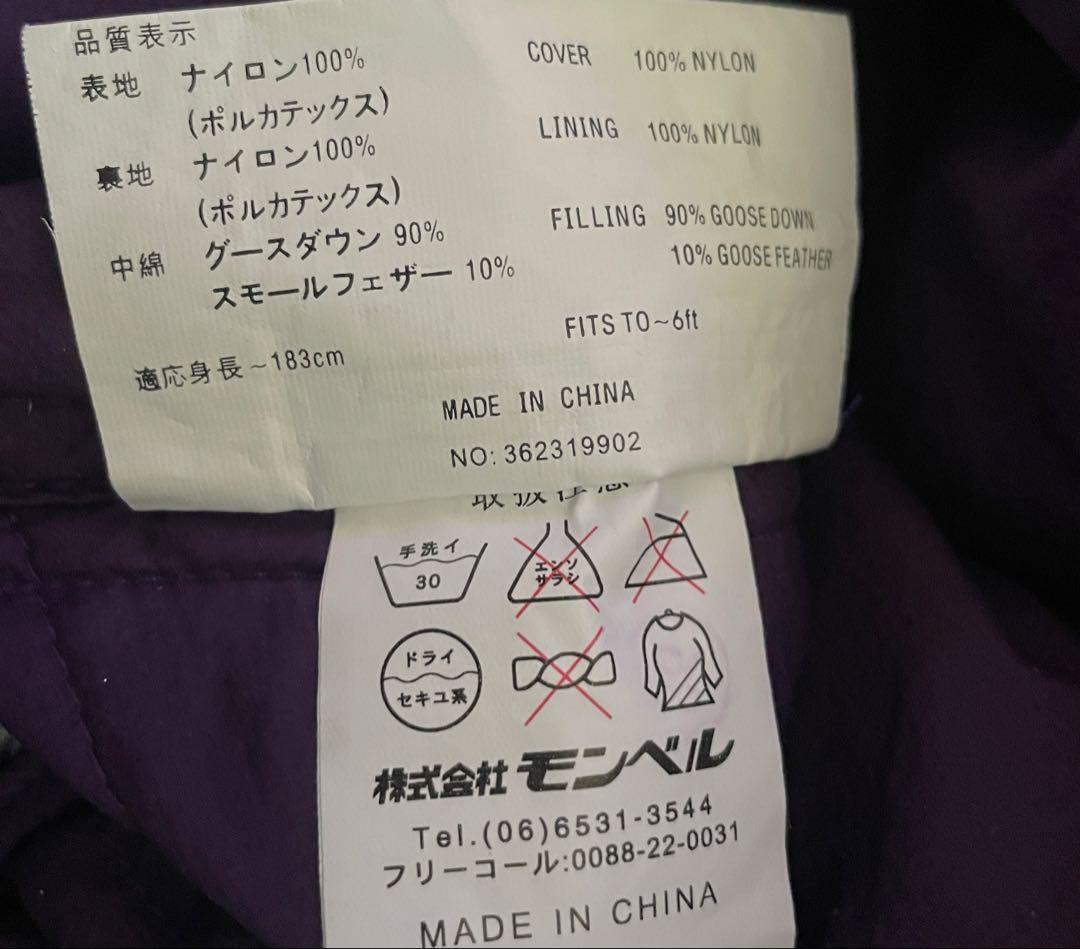 品質表示
表地 ナイロン100% COVER 100% NYLON
(ポルカテックス)
裏地 ナイロン100% LINING 100% NYLON
(ポルカテックス)
中綿 グースダウン 90% FILLING 90% GOOSE DOWN
スモールフェザー 10% 10% GOOSE FEATHER
適応身長~183cm FITS TO~6ft
MADE IN CHINA
NO: 362319902
取扱注意
手洗イ
30
エンソ
サラシ
ドライ
セキユ系
株式会社モンベル
Tel.(06)6531-3544
フリーコール:0088-22-0031
MADE IN CHINA